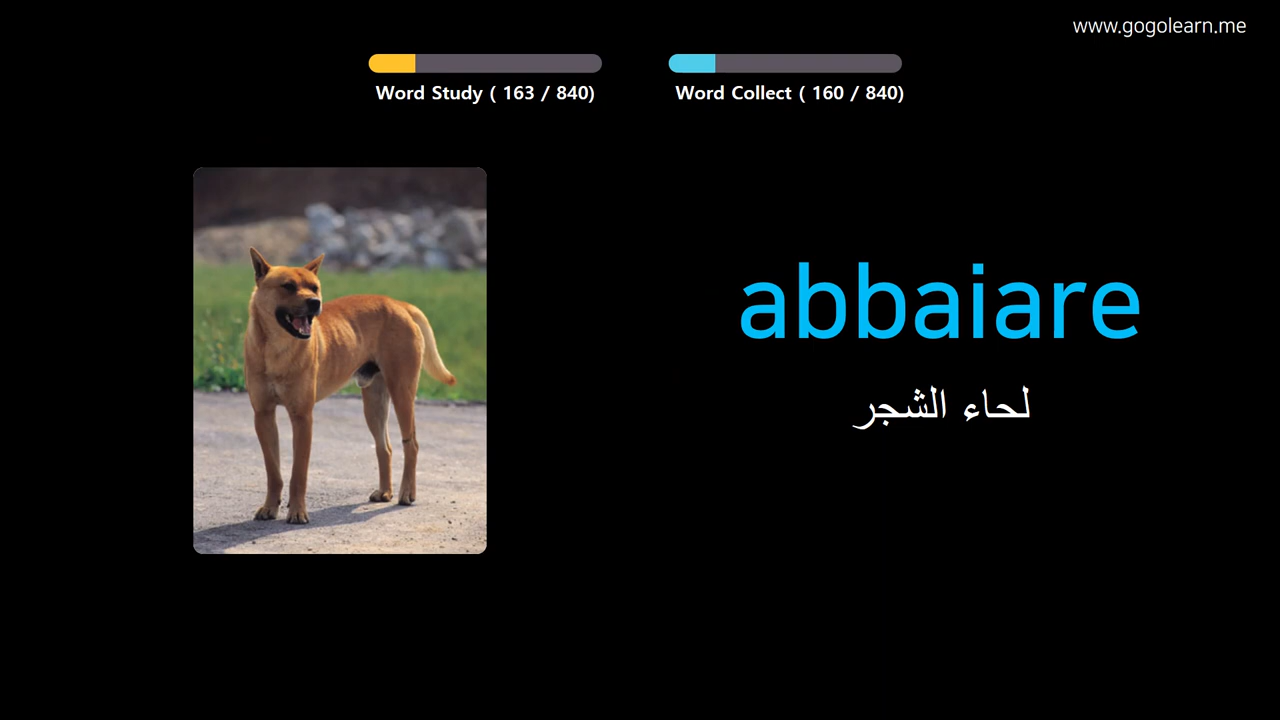 www.gogolearn.me
Word Study ( 163 / 840)
Word Collect ( 160 / 840)
abbaiare
لحاء الشجر